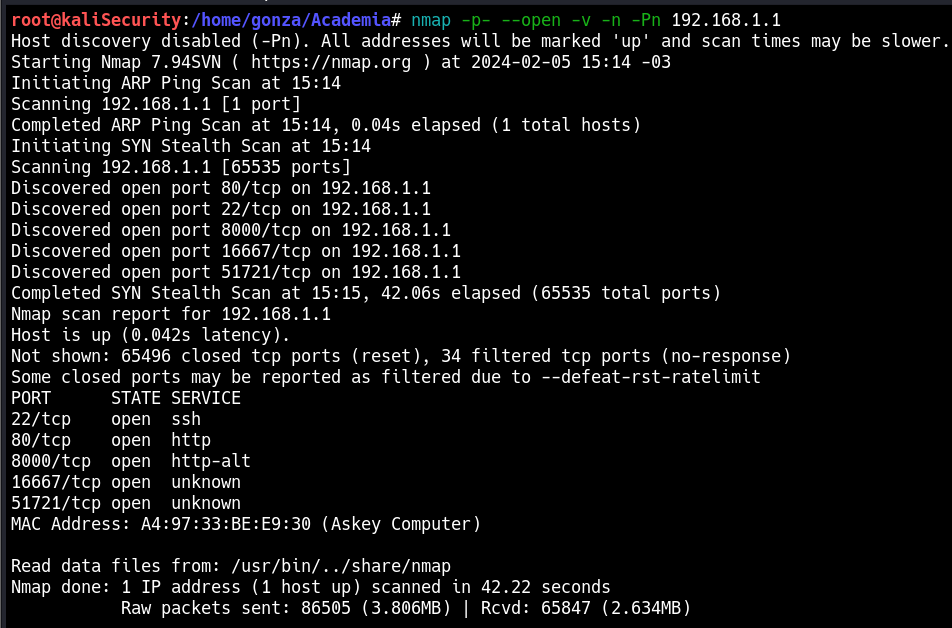 root@kaliSecurity:/home/gonza/Academia# nmap -p- --open -v -n -Pn 192.168.1.1
Host discovery disabled (-Pn). All addresses will be marked 'up' and scan times may be slower.
Starting Nmap 7.94SVN ( https://nmap.org ) at 2024-02-05 15:14 -03
Initiating ARP Ping Scan at 15:14
Scanning 192.168.1.1 [1 port]
Completed ARP Ping Scan at 15:14, 0.04s elapsed (1 total hosts)
Initiating SYN Stealth Scan at 15:14
Scanning 192.168.1.1 [65535 ports]
Discovered open port 80/tcp on 192.168.1.1
Discovered open port 22/tcp on 192.168.1.1
Discovered open port 8000/tcp on 192.168.1.1
Discovered open port 16667/tcp on 192.168.1.1
Discovered open port 51721/tcp on 192.168.1.1
Completed SYN Stealth Scan at 15:15, 42.06s elapsed (65535 total ports)
Nmap scan report for 192.168.1.1
Host is up (0.042s latency).
Not shown: 65496 closed tcp ports (reset), 34 filtered tcp ports (no-response)
Some closed ports may be reported as filtered due to --defeat-rst-ratelimit
PORT      STATE SERVICE
22/tcp    open  ssh
80/tcp    open  http
8000/tcp  open  http-alt
16667/tcp open  unknown
51721/tcp open  unknown
MAC Address: A4:97:33:BE:E9:30 (Askey Computer)

Read data files from: /usr/bin/../share/nmap
Nmap done: 1 IP address (1 host up) scanned in 42.22 seconds
           Raw packets sent: 86505 (3.806MB) | Rcvd: 65847 (2.634MB)